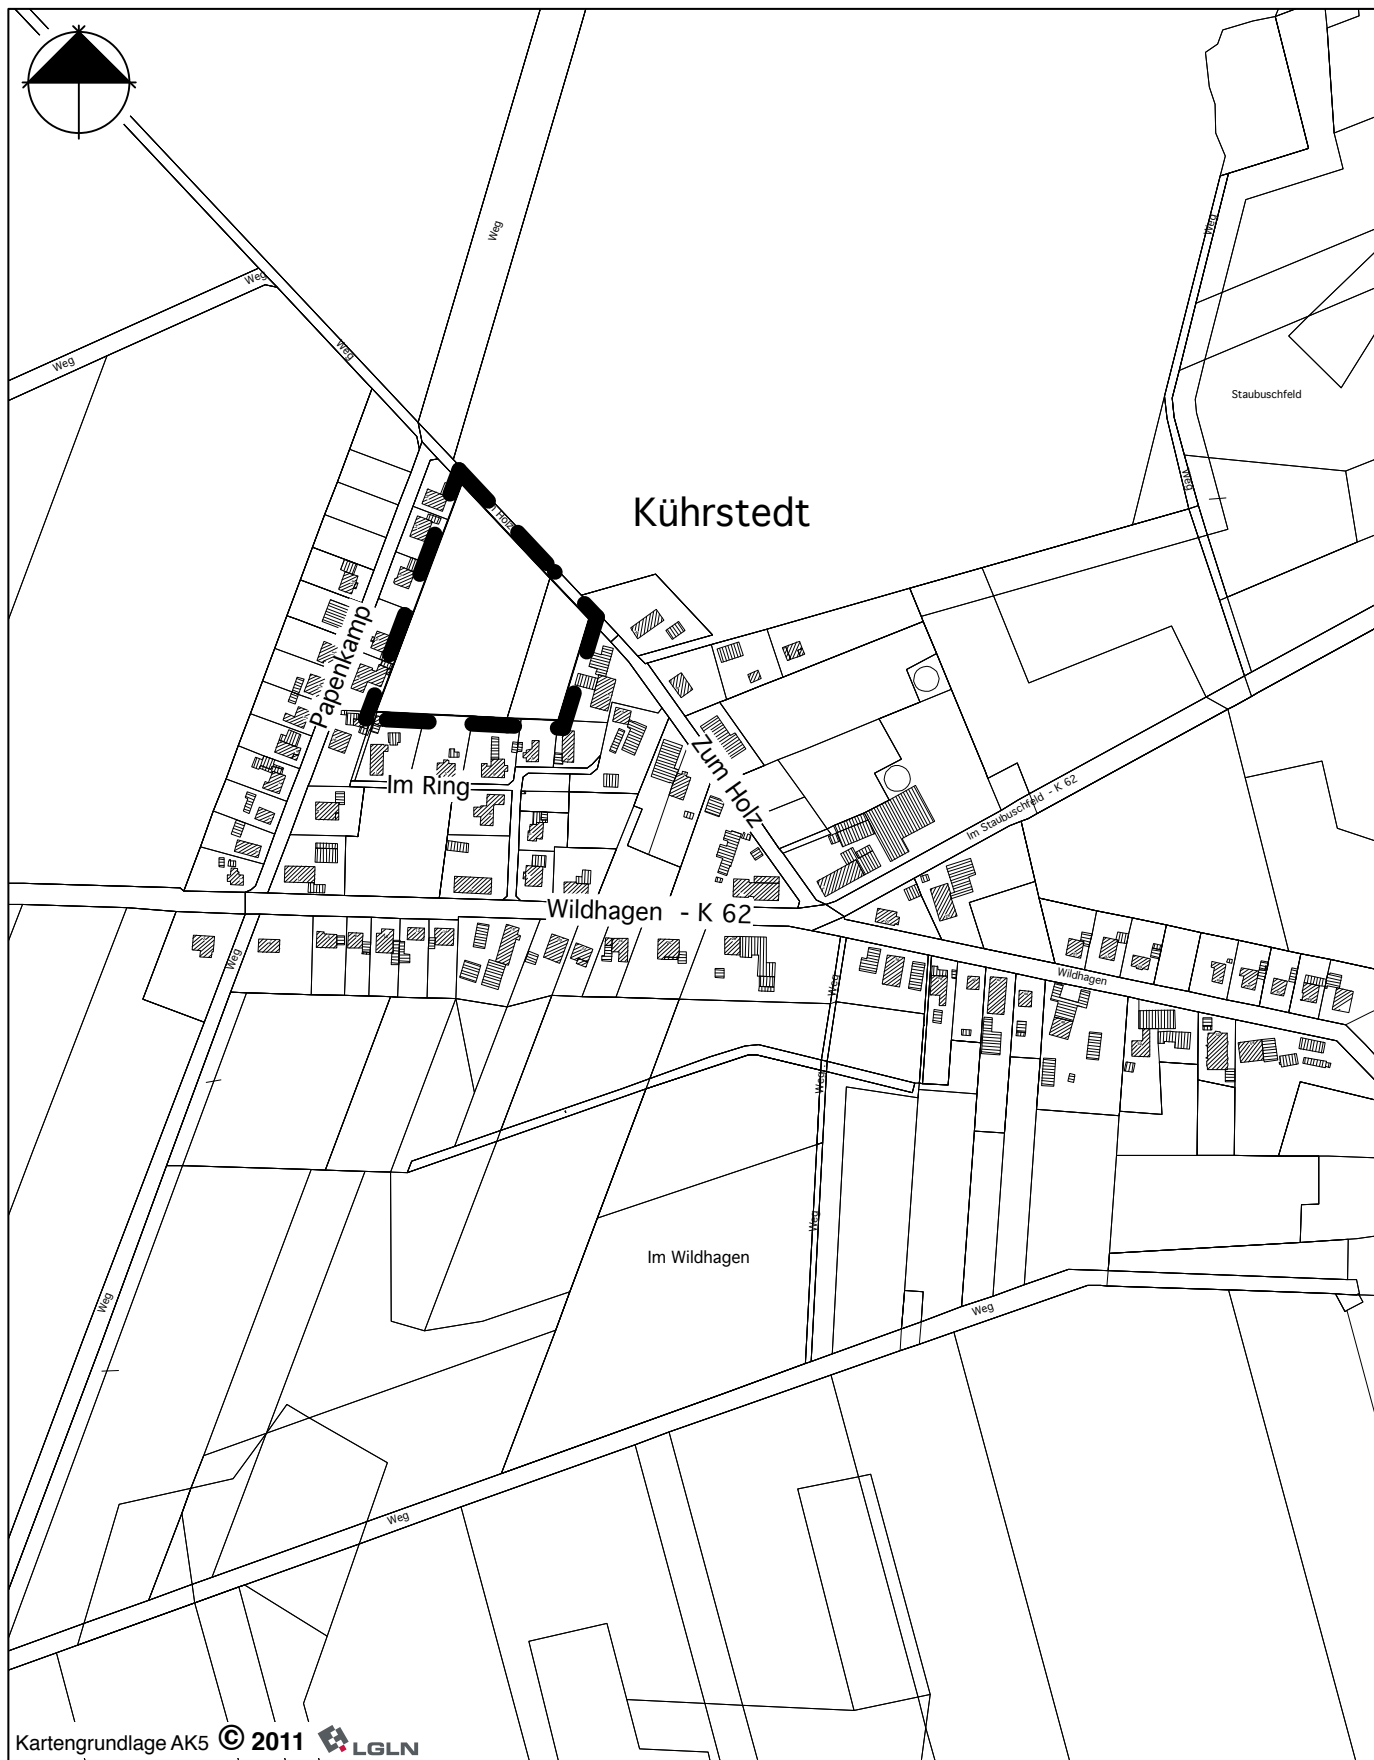 Weg
Weg
Weg
Weg
Weg
Staubuschfeld
Weg
Holz
Kührstedt
Papenkamp
Zum Holz
Im Ring
Im Staubuschfeld - K 62
Wildhagen - K 62
Weg
Wildhagen
Weg
Weg
Weg
Im Wildhagen
Weg
Weg
Weg
Kartengrundlage AK5 © 2011 LGLN